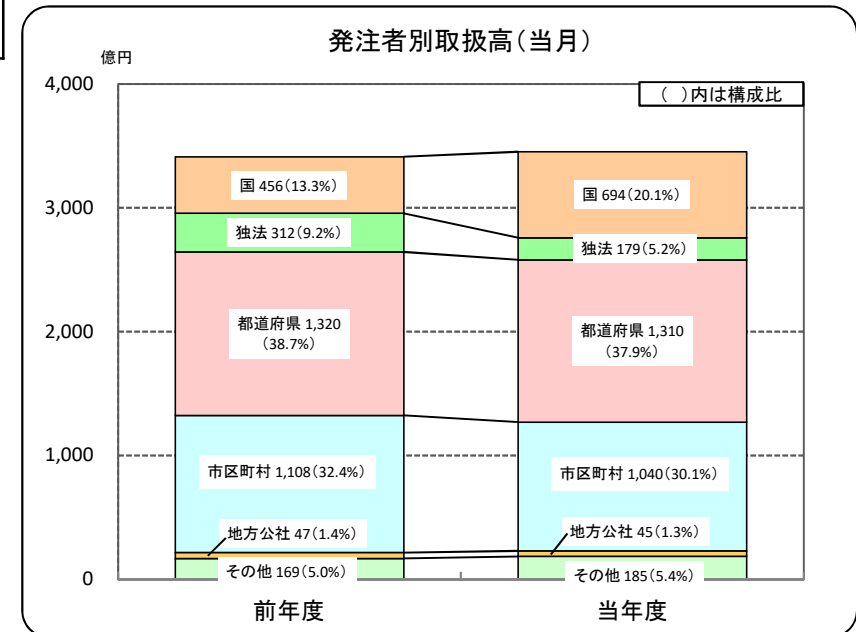 発注者別取扱高（当月）
億円
（　）内は構成比
4,000
3,000
2,000
1,000
0
国 456（13.3%）
独法 312（9.2%）
都道府県 1,320
（38.7%）
市区町村 1,108（32.4%）
地方公社 47（1.4%）
その他 169（5.0%）
国 694（20.1%）
独法 179（5.2%）
都道府県 1,310
（37.9%）
市区町村 1,040（30.1%）
地方公社 45（1.3%）
その他 185（5.4%）
前年度
当年度